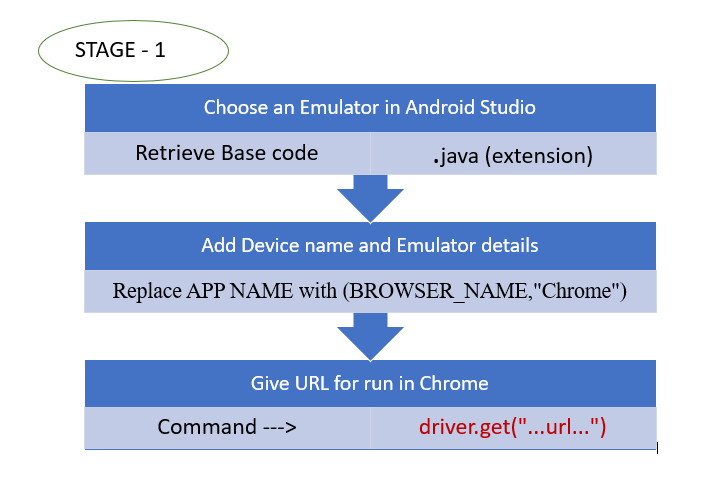 STAGE - 1
Choose an Emulator in Android Studio
Retrieve Base code
.java (extension)
Add Device name and Emulator details
Replace APP NAME with (BROWSER_NAME,"Chrome")
Give URL for run in Chrome
Command --->
driver.get("...url...")